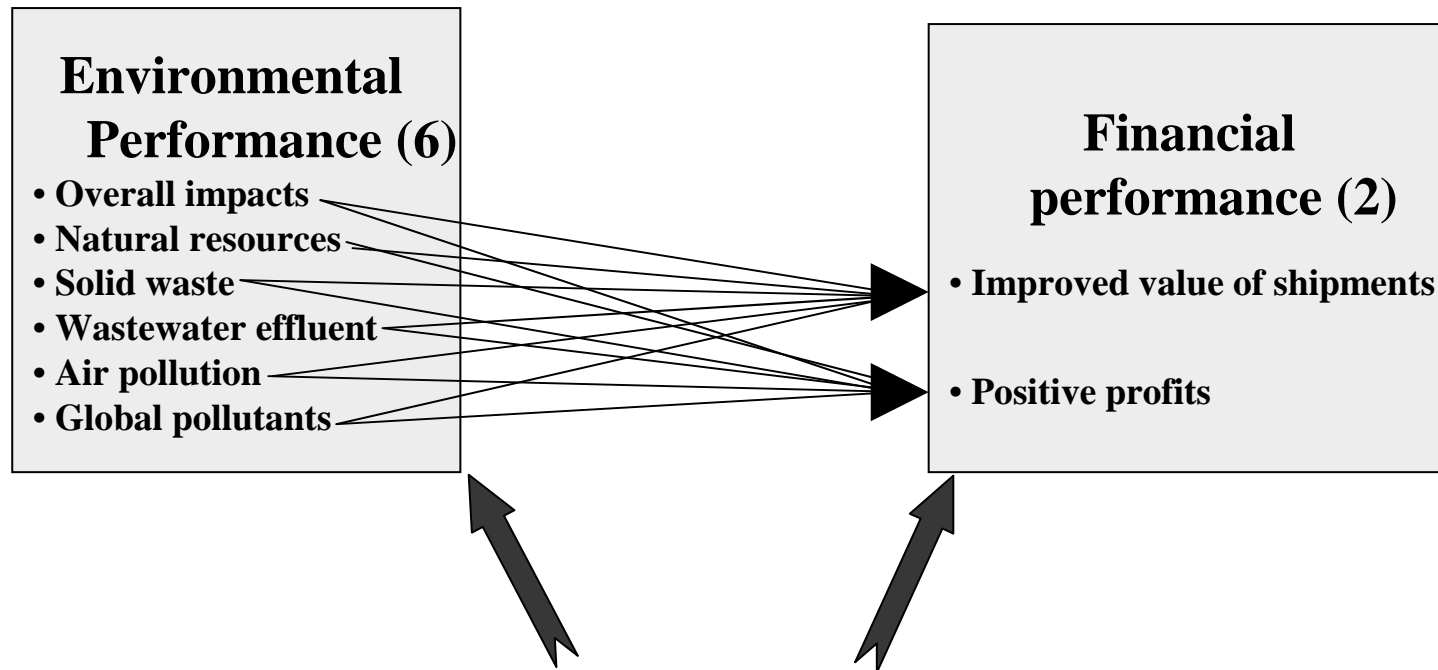 Environmental
Performance (6)
• Overall impacts
• Natural resources
• Solid waste
• Wastewater effluent
• Air pollution
• Global pollutants
Financial
performance (2)
• Improved value of shipments
• Positive profits